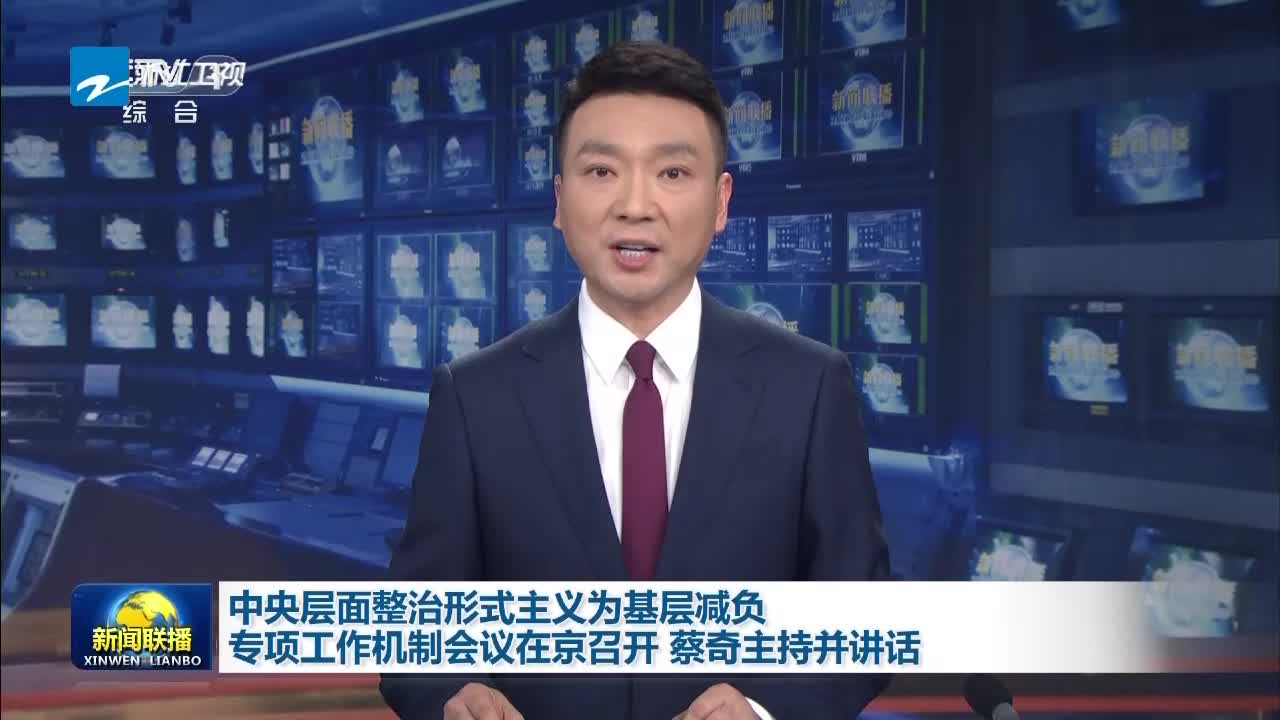 卫视
综合
新闻联播
XINWEN LIANBO
中央层面整治形式主义为基层减负
专项工作机制会议在京召开 蔡奇主持并讲话